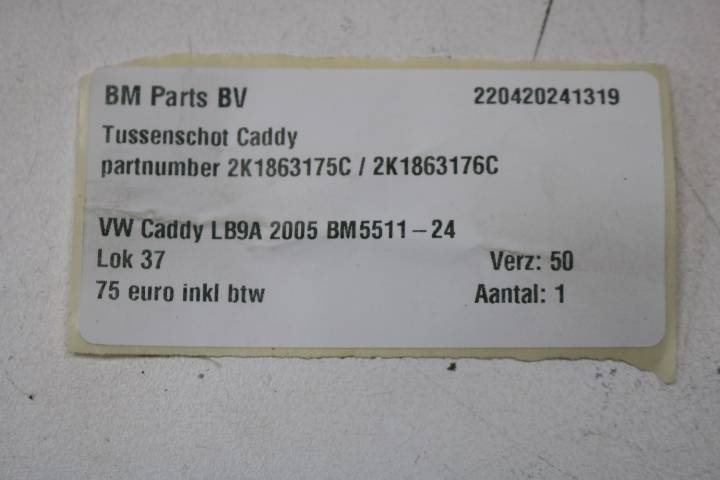 BM Parts BV 220420241319
Tussenschot Caddy
partnumber 2K1863175C / 2K1863176C
VW Caddy LB9A 2005 BM5511-24
Lok 37 Verz: 50
75 euro inkl btw Aantal: 1